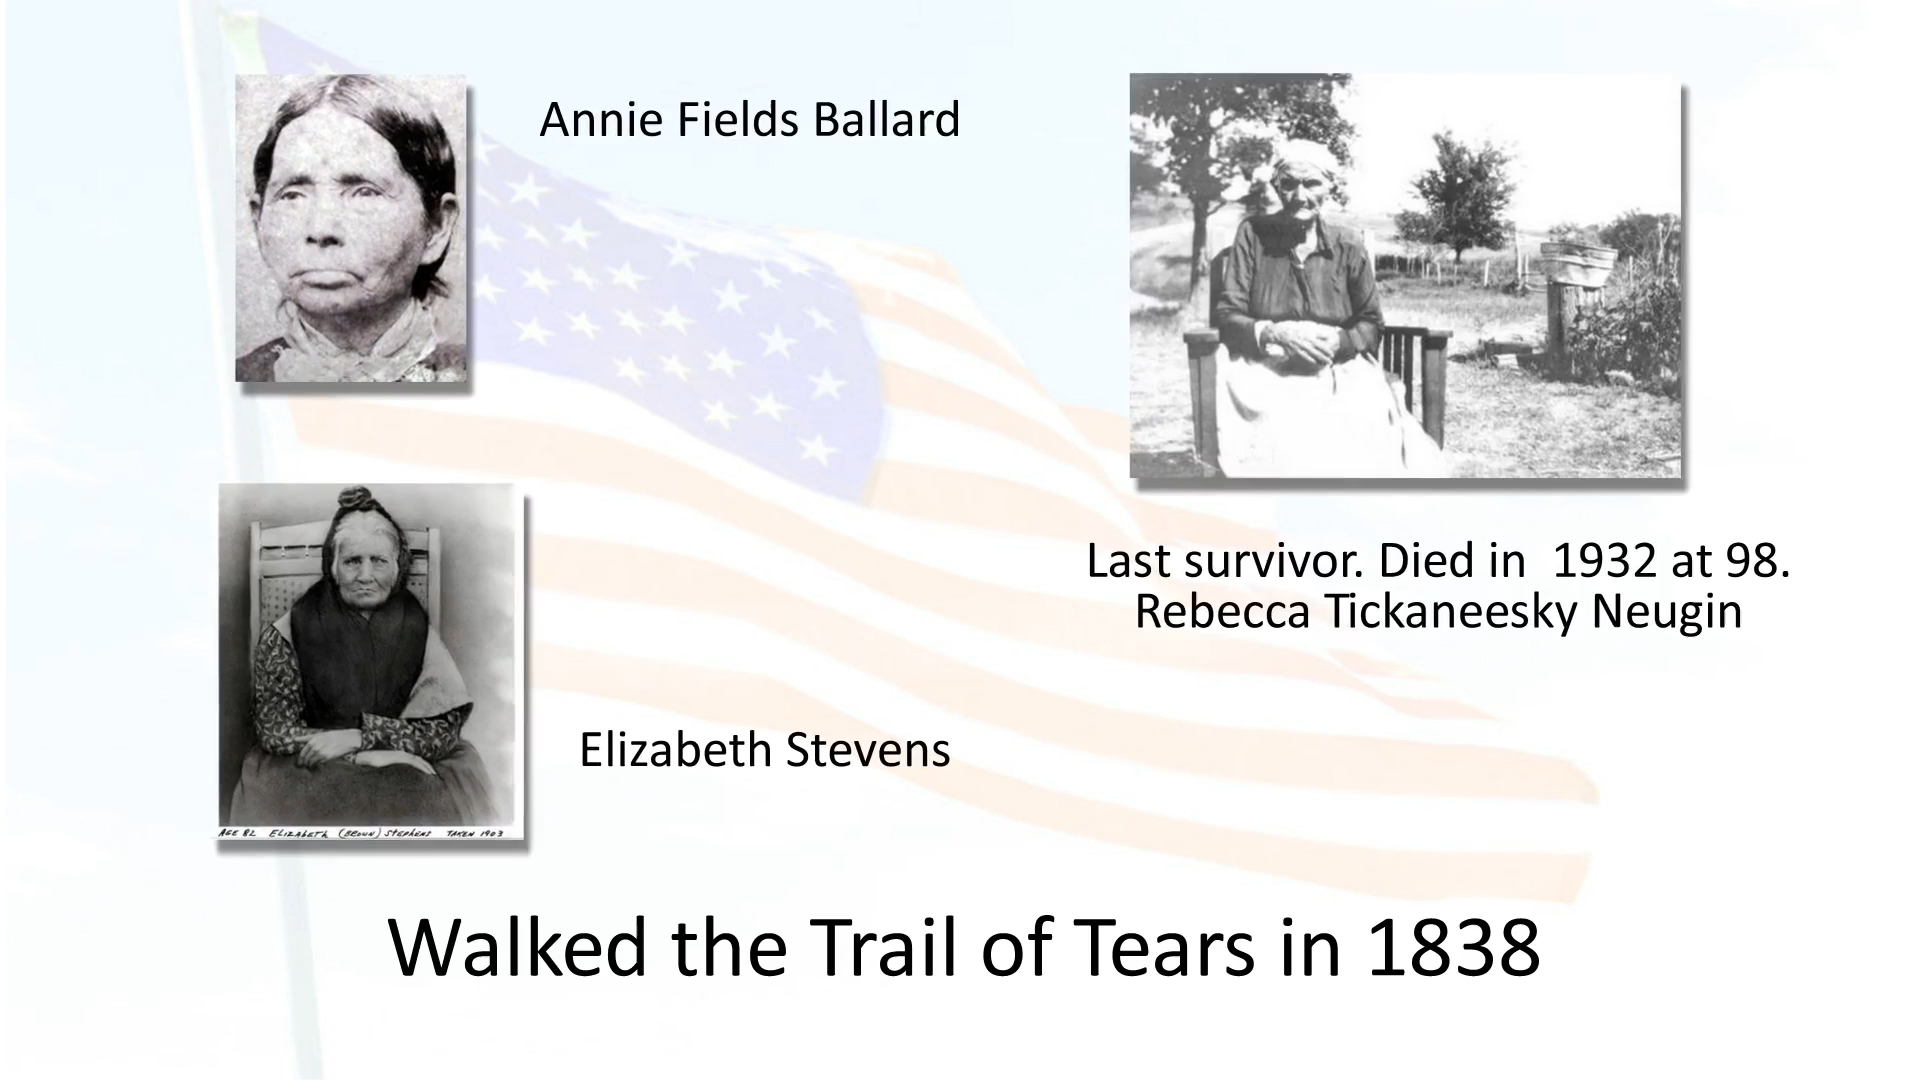 Annie Fields Ballard
Last survivor. Died in  1932 at 98.
Rebecca Tickaneesky Neugin
Elizabeth Stevens
AGE 82 ELIZABETH (BROWN) STEPHENS TAKEN 1903
Walked the Trail of Tears in 1838